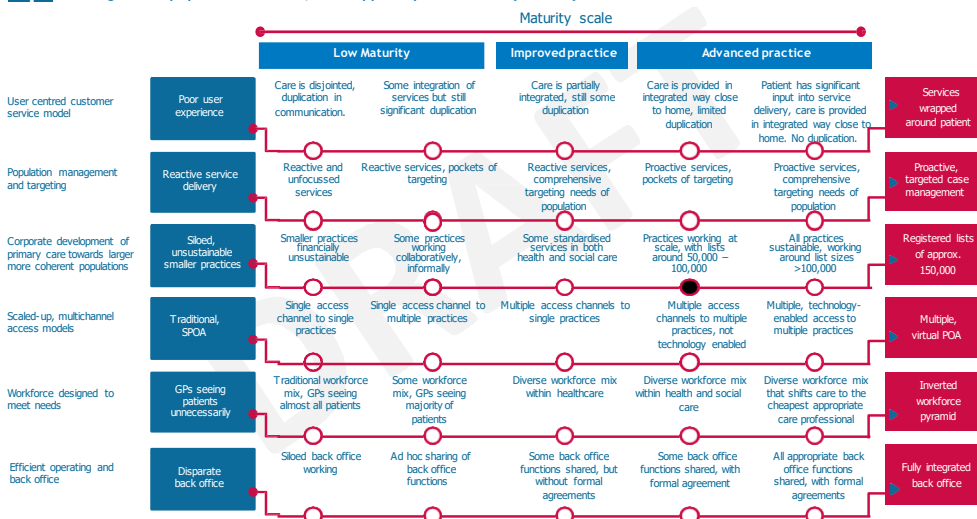 Maturity scale
Low Maturity
Improved practice
Advanced practice
User centred customer
service model
Poor user
experience
Care is disjointed,
duplication in
communication.
Some integration of
services but still
significant duplication
Care is partially
integrated, still some
duplication
Care is provided in
integrated way close
to home, limited
duplication
Patient has significant
input into service
delivery, care is provided
in integrated way close to
home. No duplication.
Services
wrapped
around patient
Population management
and targeting
Reactive service
delivery
Reactive and
unfocussed
services
Reactive services, pockets of
targeting
Reactive services,
comprehensive
targeting needs of
population
Proactive services,
pockets of targeting
Proactive services,
comprehensive
targeting needs of
population
Proactive,
targeted case
management
Corporate development of
primary care towards larger
more coherent populations
Siloed,
unsustainable
smaller practices
Smaller practices
financially
unsustainable
Some practices
working
collaboratively,
informally
Some standardised
services in both
health and social care
Practices working at
scale, with lists
around 50,000 –
100,000
All practices
sustainable, working
around list sizes
>100,000
Registered lists
of approx.
150,000
Scaled-up, multichannel
access models
Traditional,
SPOA
Single access
channel to single
practices
Single access channel to
multiple practices
Multiple access channels to
single practices
Multiple access
channels to multiple
practices, not
technology enabled
Multiple, technology-
enabled access to
multiple practices
Multiple,
virtual POA
Workforce designed to
meet needs
GPs seeing
patients
unnecessarily
Traditional workforce
mix, GPs seeing
almost all patients
Some workforce
mix, GPs seeing
majority of
patients
Diverse workforce mix
within healthcare
Diverse workforce mix
within health and social
care
Diverse workforce mix
that shifts care to the
cheapest appropriate
care professional
Inverted
workforce
pyramid
Efficient operating and
back office
Disparate
back office
Siloed back office
working
Ad hoc sharing of
back office
functions
Some back office
functions shared, but
without formal
agreements
Some back office
functions shared, with
formal agreement
All appropriate back
office functions
shared, with formal
agreements
Fully integrated
back office
DRAFT